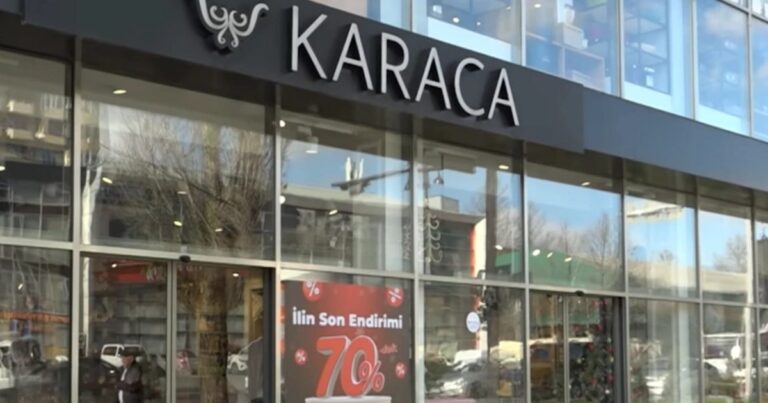 KARACA
İlin Son Endirimi
70%